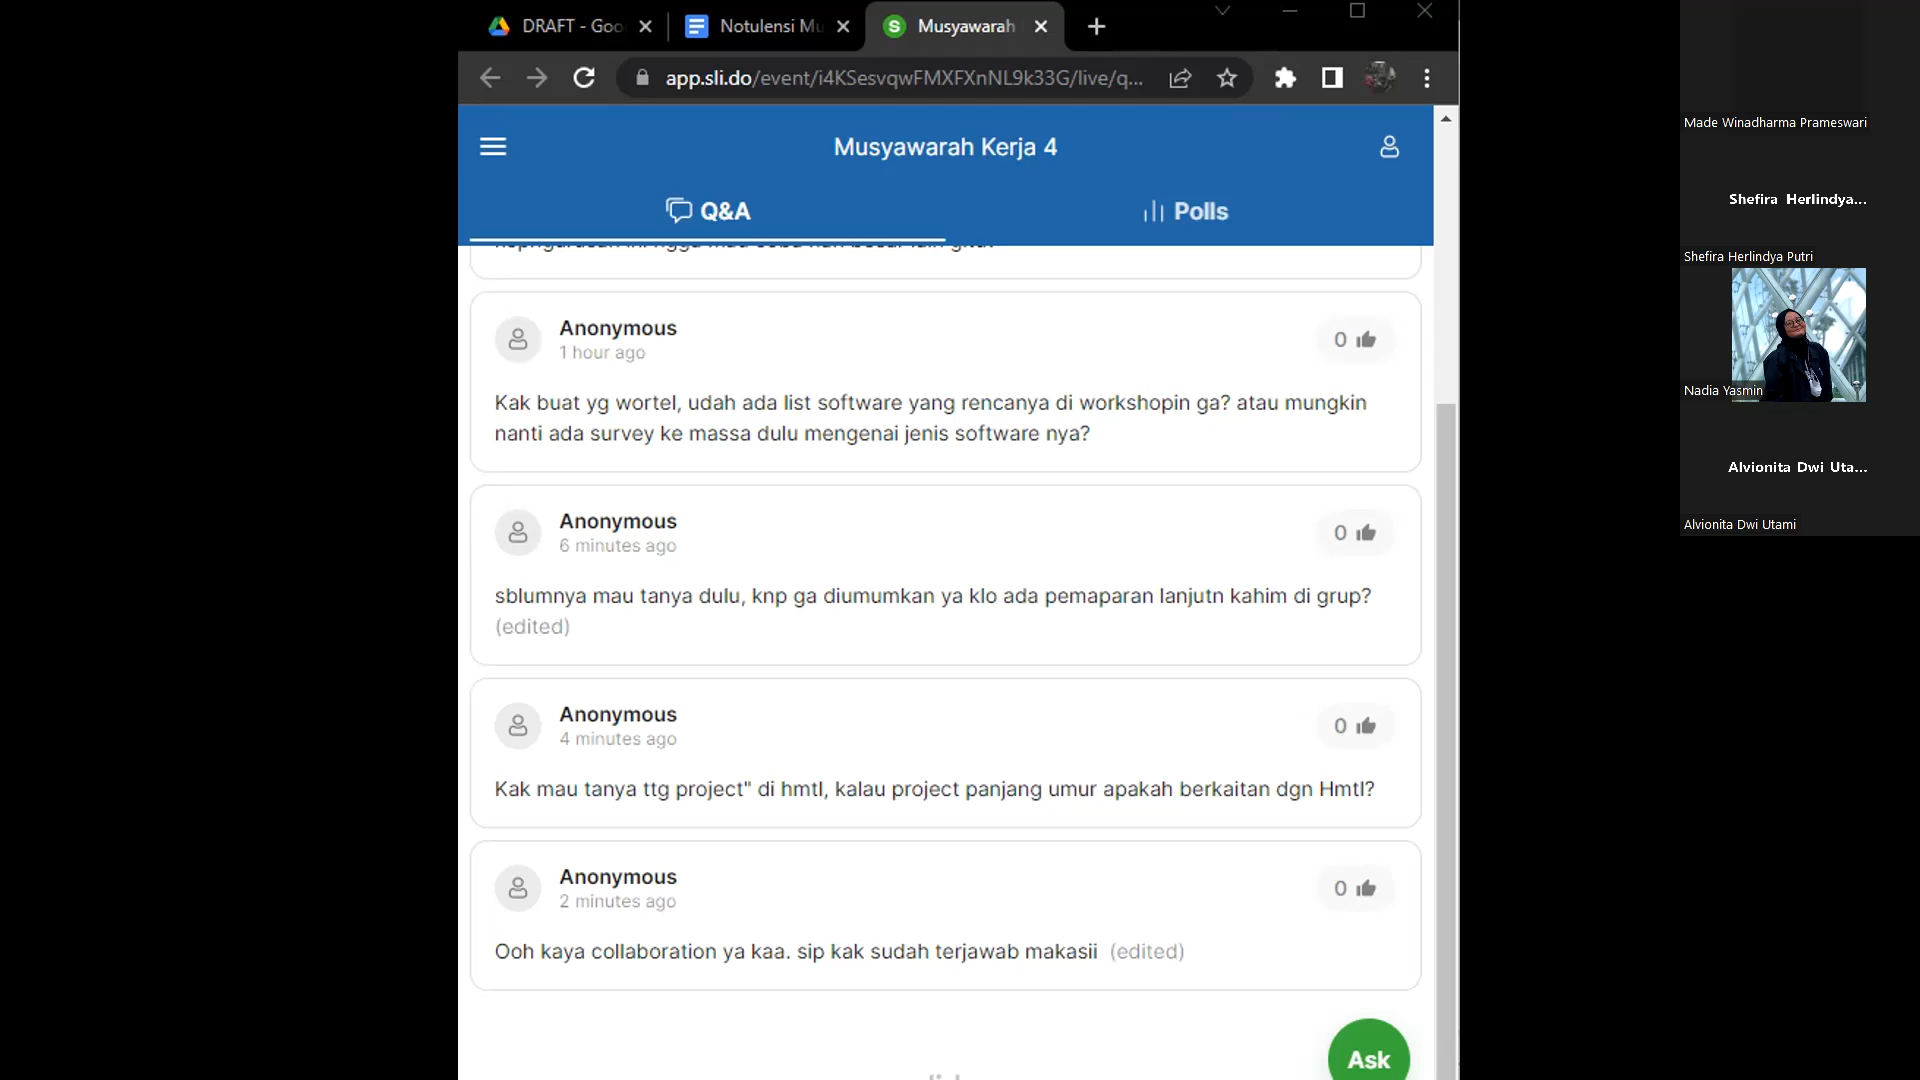 DRAFT - Goo
Notulensi Mu
Musyawarah
app.sli.do/event/i4KSesvqwFMXFXnNL9k33G/live/q...
Musyawarah Kerja 4
Q&A
Polls
Anonymous
1 hour ago
0
Kak buat yg wortel, udah ada list software yang rencanya di workshopin ga? atau mungkin
nanti ada survey ke massa dulu mengenai jenis software nya?
Anonymous
6 minutes ago
0
sblumnya mau tanya dulu, knp ga diumumkan ya klo ada pemaparan lanjutn kahim di grup?
(edited)
Anonymous
4 minutes ago
0
Kak mau tanya ttg project" di hmtl, kalau project panjang umur apakah berkaitan dgn Hmtl?
Anonymous
2 minutes ago
0
Ooh kaya collaboration ya kaa. sip kak sudah terjawab makasii (edited)
Ask
Made Winadharma Prameswari
Shefira Herlindya...
Shefira Herlindya Putri
Nadia Yasmin
Alvionita Dwi Uta...
Alvionita Dwi Utami